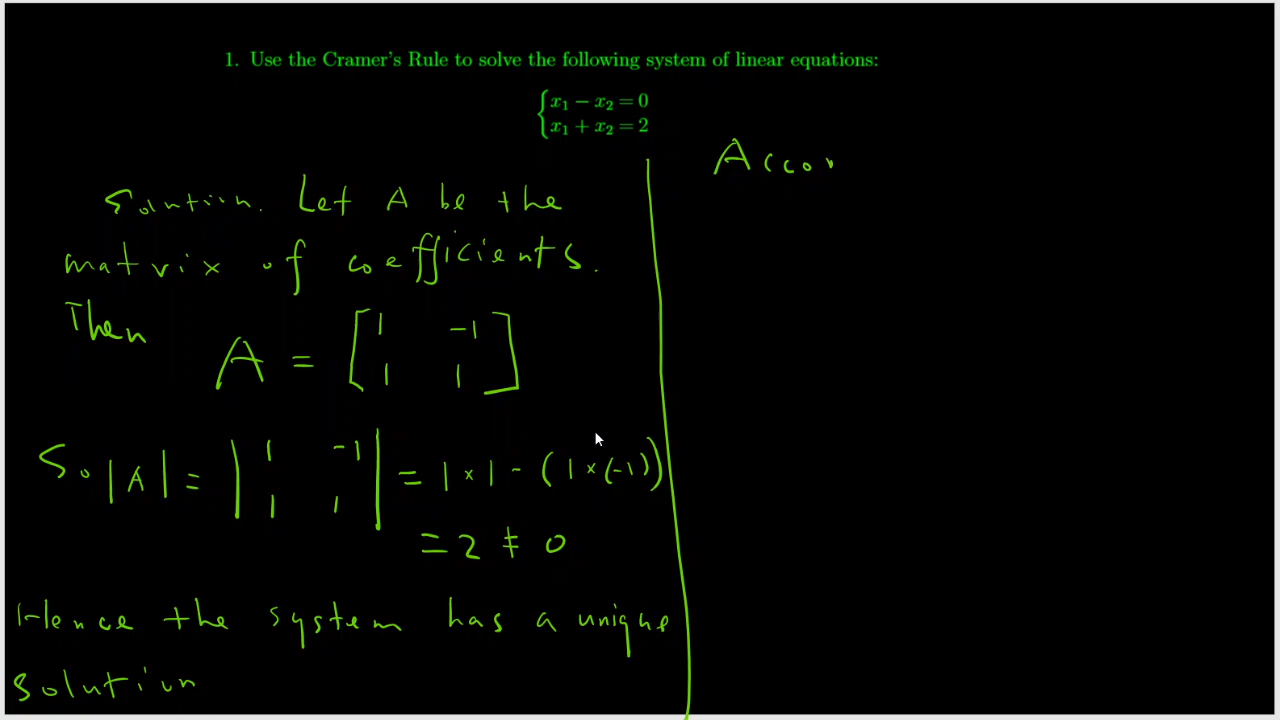 1. Use the Cramer's Rule to solve the following system of linear equations:
{x₁ − x₂ = 0
x₁ + x₂ = 2
Solution. Let A be the
matrix of coefficients.
Then
A = [1 -1
1 1]
So |A| = |1 -1
1 1| = 1 × 1 - (1 × (-1))
= 2 ≠ 0
Hence the system has a unique
solution
Accor